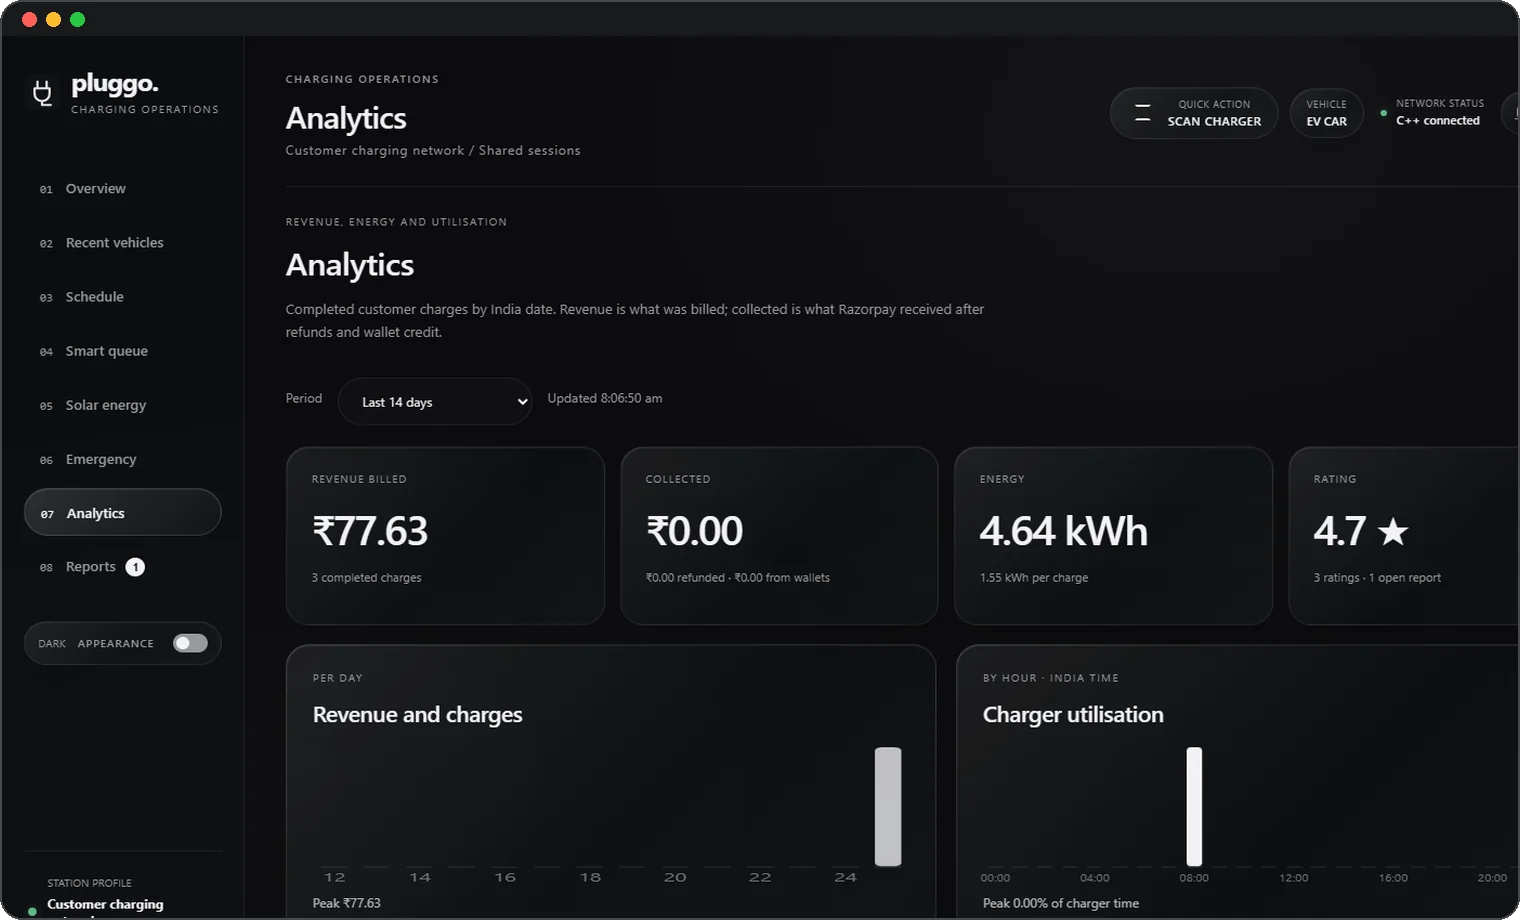 pluggo.
CHARGING OPERATIONS
01 Overview
02 Recent vehicles
03 Schedule
04 Smart queue
05 Solar energy
06 Emergency
07 Analytics
08 Reports 1
DARK APPEARANCE
STATION PROFILE
Customer charging
CHARGING OPERATIONS
Analytics
Customer charging network / Shared sessions
QUICK ACTION
SCAN CHARGER
VEHICLE
EV CAR
NETWORK STATUS
C++ connected
REVENUE, ENERGY AND UTILISATION
Analytics
Completed customer charges by India date. Revenue is what was billed; collected is what Razorpay received after
refunds and wallet credit.
Period Last 14 days Updated 8:06:50 am
REVENUE BILLED
₹77.63
3 completed charges
COLLECTED
₹0.00
₹0.00 refunded · ₹0.00 from wallets
ENERGY
4.64 kWh
1.55 kWh per charge
RATING
4.7 ★
3 ratings · 1 open report
PER DAY
Revenue and charges
12 14 16 18 20 22 24
Peak ₹77.63
BY HOUR · INDIA TIME
Charger utilisation
00:00 04:00 08:00 12:00 16:00 20:00
Peak 0.00% of charger time